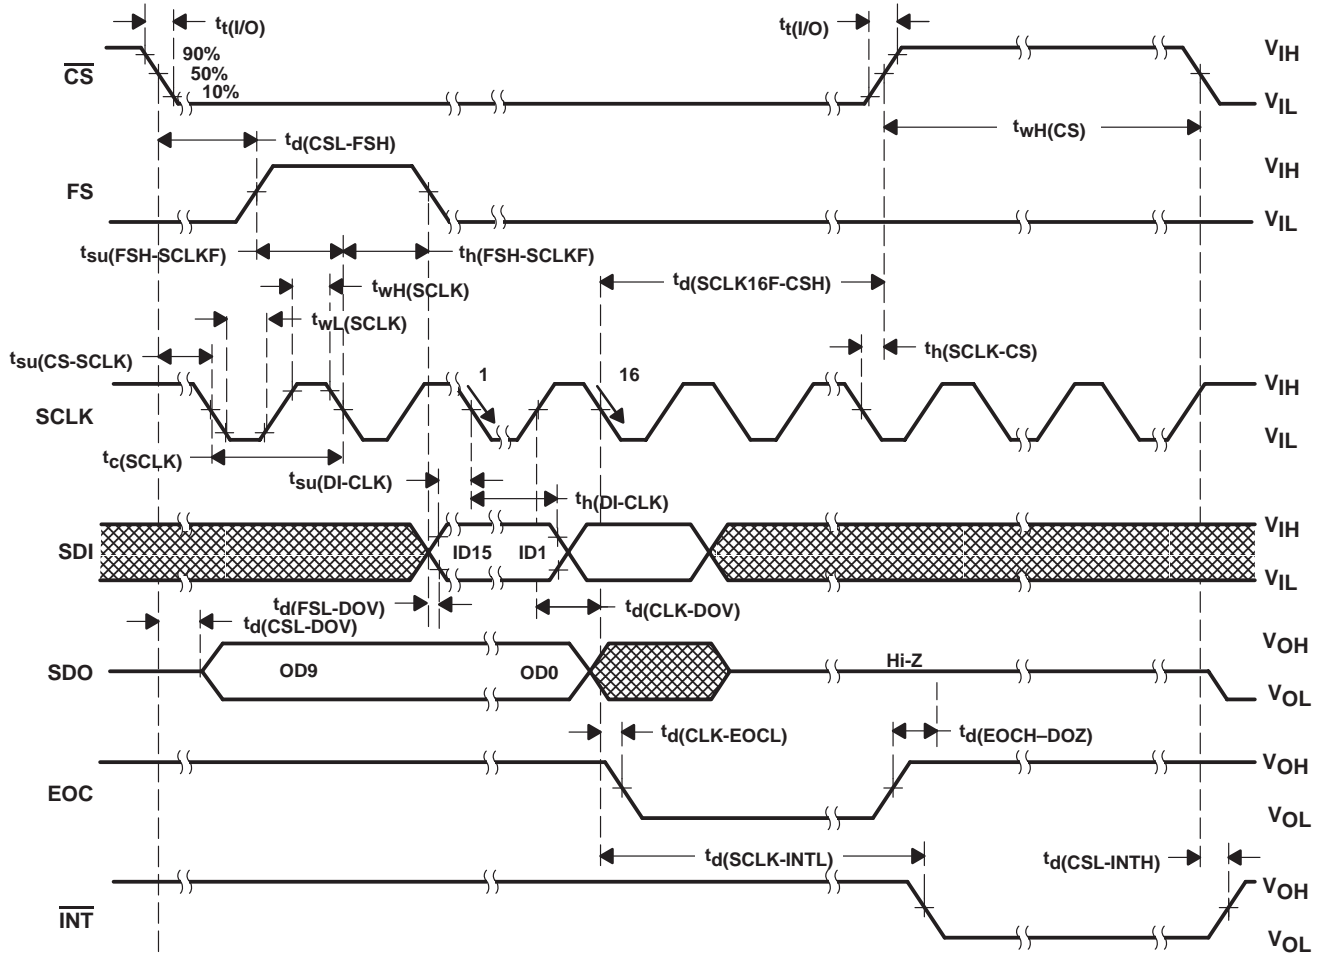 tt(I/O) tt(I/O)
90% VIH
CS 50%
10% VIL
td(CSL-FSH) twH(CS)
VIH
FS
VIL
tsu(FSH-SCLKF) th(FSH-SCLKF)
td(SCLK16F-CSH)
twH(SCLK)
twL(SCLK)
tsu(CS-SCLK) th(SCLK-CS)
1 16 VIH
SCLK
VIL
tc(SCLK)
tsu(DI-CLK)
th(DI-CLK)
VIH
SDI ID15 ID1
VIL
td(FSL-DOV) td(CLK-DOV)
td(CSL-DOV)
VOH
SDO OD9 OD0 Hi-Z
VOL
td(CLK-EOCL) td(EOCH–DOZ)
VOH
EOC
VOL
td(SCLK-INTL) td(CSL-INTH)
VOH
INT
VOL